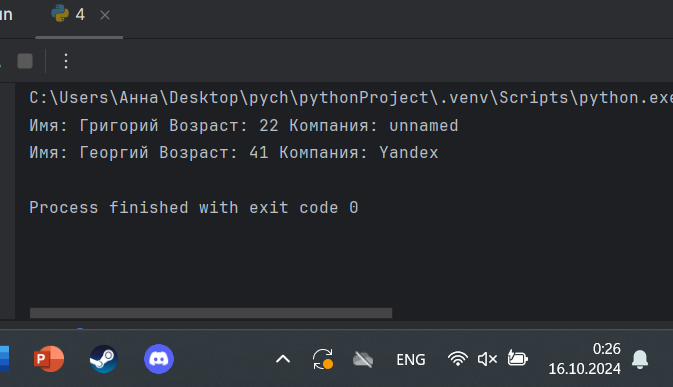 un
4
C:\Users\Анна\Desktop\pych\pythonProject\.venv\Scripts\python.exe
Имя: Григорий Возраст: 22 Компания: unnamed
Имя: Георгий Возраст: 41 Компания: Yandex
Process finished with exit code 0
P
ENG
0:26
16.10.2024